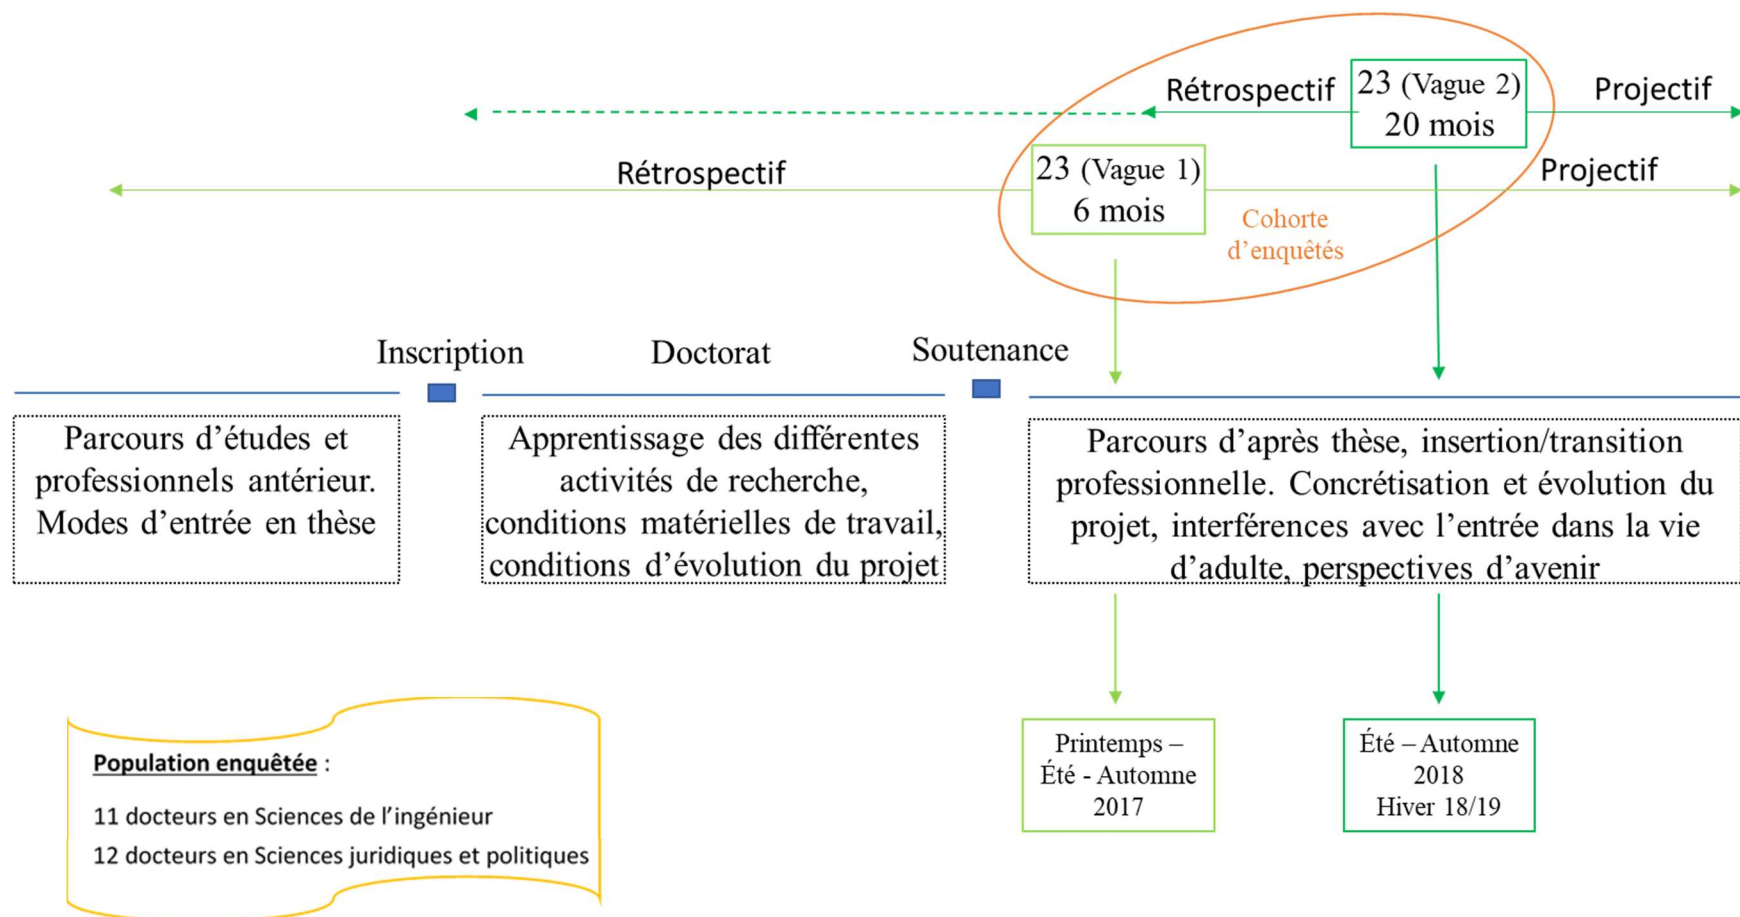 Rétrospectif
23 (Vague 2)
20 mois
Projectif
Rétrospectif
23 (Vague 1)
6 mois
Projectif
Cohorte
d’enquêtés
Inscription
Doctorat
Soutenance
Parcours d’études et
professionnels antérieur.
Modes d’entrée en thèse
Apprentissage des différentes
activités de recherche,
conditions matérielles de travail,
conditions d’évolution du projet
Parcours d’après thèse, insertion/transition
professionnelle. Concrétisation et évolution du
projet, interférences avec l’entrée dans la vie
d’adulte, perspectives d’avenir
Population enquêtée :
11 docteurs en Sciences de l’ingénieur
12 docteurs en Sciences juridiques et politiques
Printemps –
Été - Automne
2017
Été – Automne
2018
Hiver 18/19